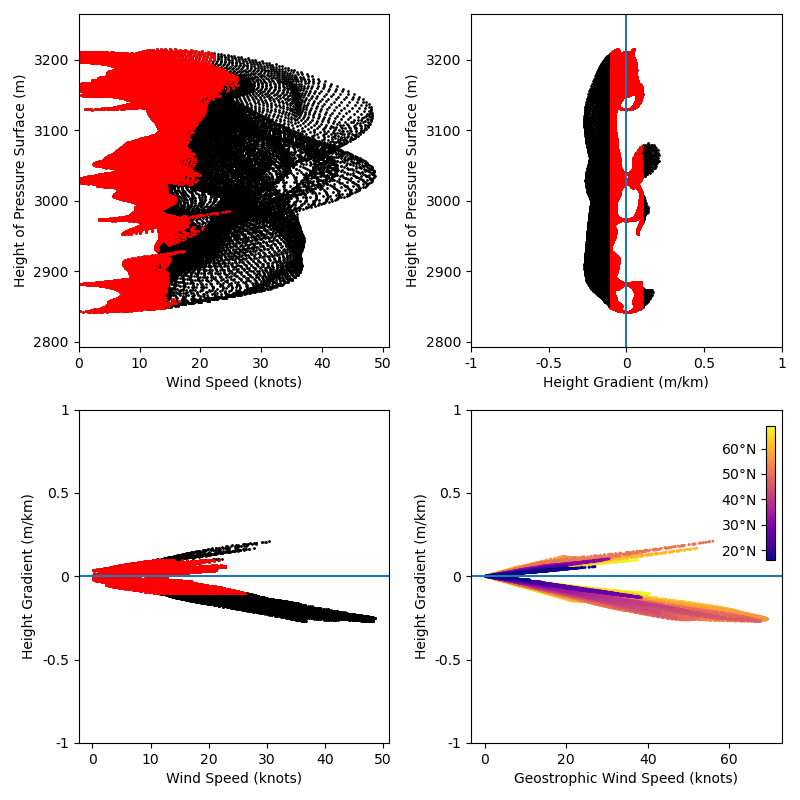 3200
3100
3000
2900
2800
Height of Pressure Surface (m)
0 10 20 30 40 50
Wind Speed (knots)
3200
3100
3000
2900
2800
Height of Pressure Surface (m)
-1 -0.5 0 0.5 1
Height Gradient (m/km)
1
0.5
0
-0.5
-1
Height Gradient (m/km)
0 10 20 30 40 50
Wind Speed (knots)
1
0.5
0
-0.5
-1
Height Gradient (m/km)
0 20 40 60
Geostrophic Wind Speed (knots)
60°N
50°N
40°N
30°N
20°N